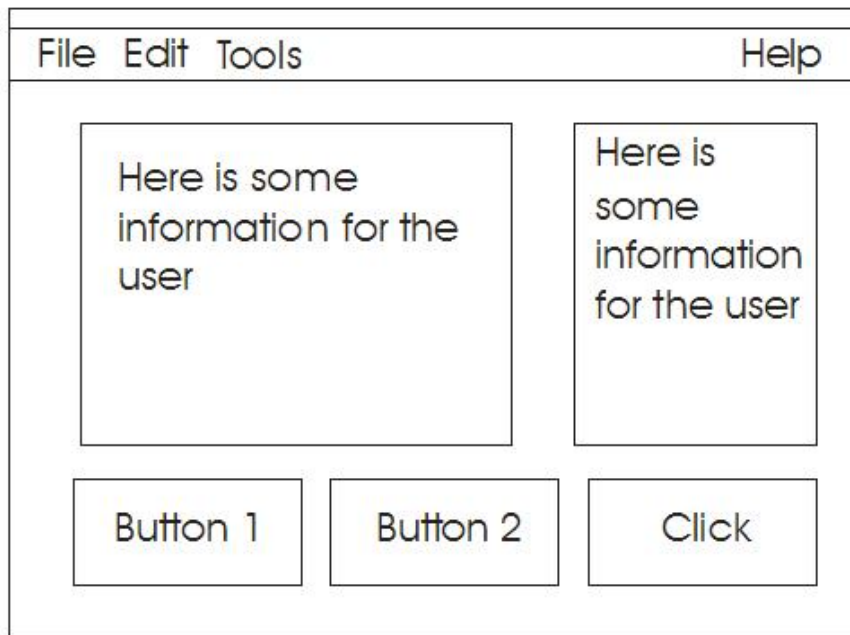 File Edit Tools Help
Here is some
information for the
user
Here is
some
information
for the user
Button 1 Button 2 Click